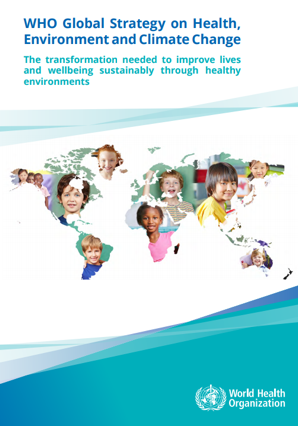 WHO Global Strategy on Health,
Environment and Climate Change
The transformation needed to improve lives
and wellbeing sustainably through healthy
environments
World Health
Organization